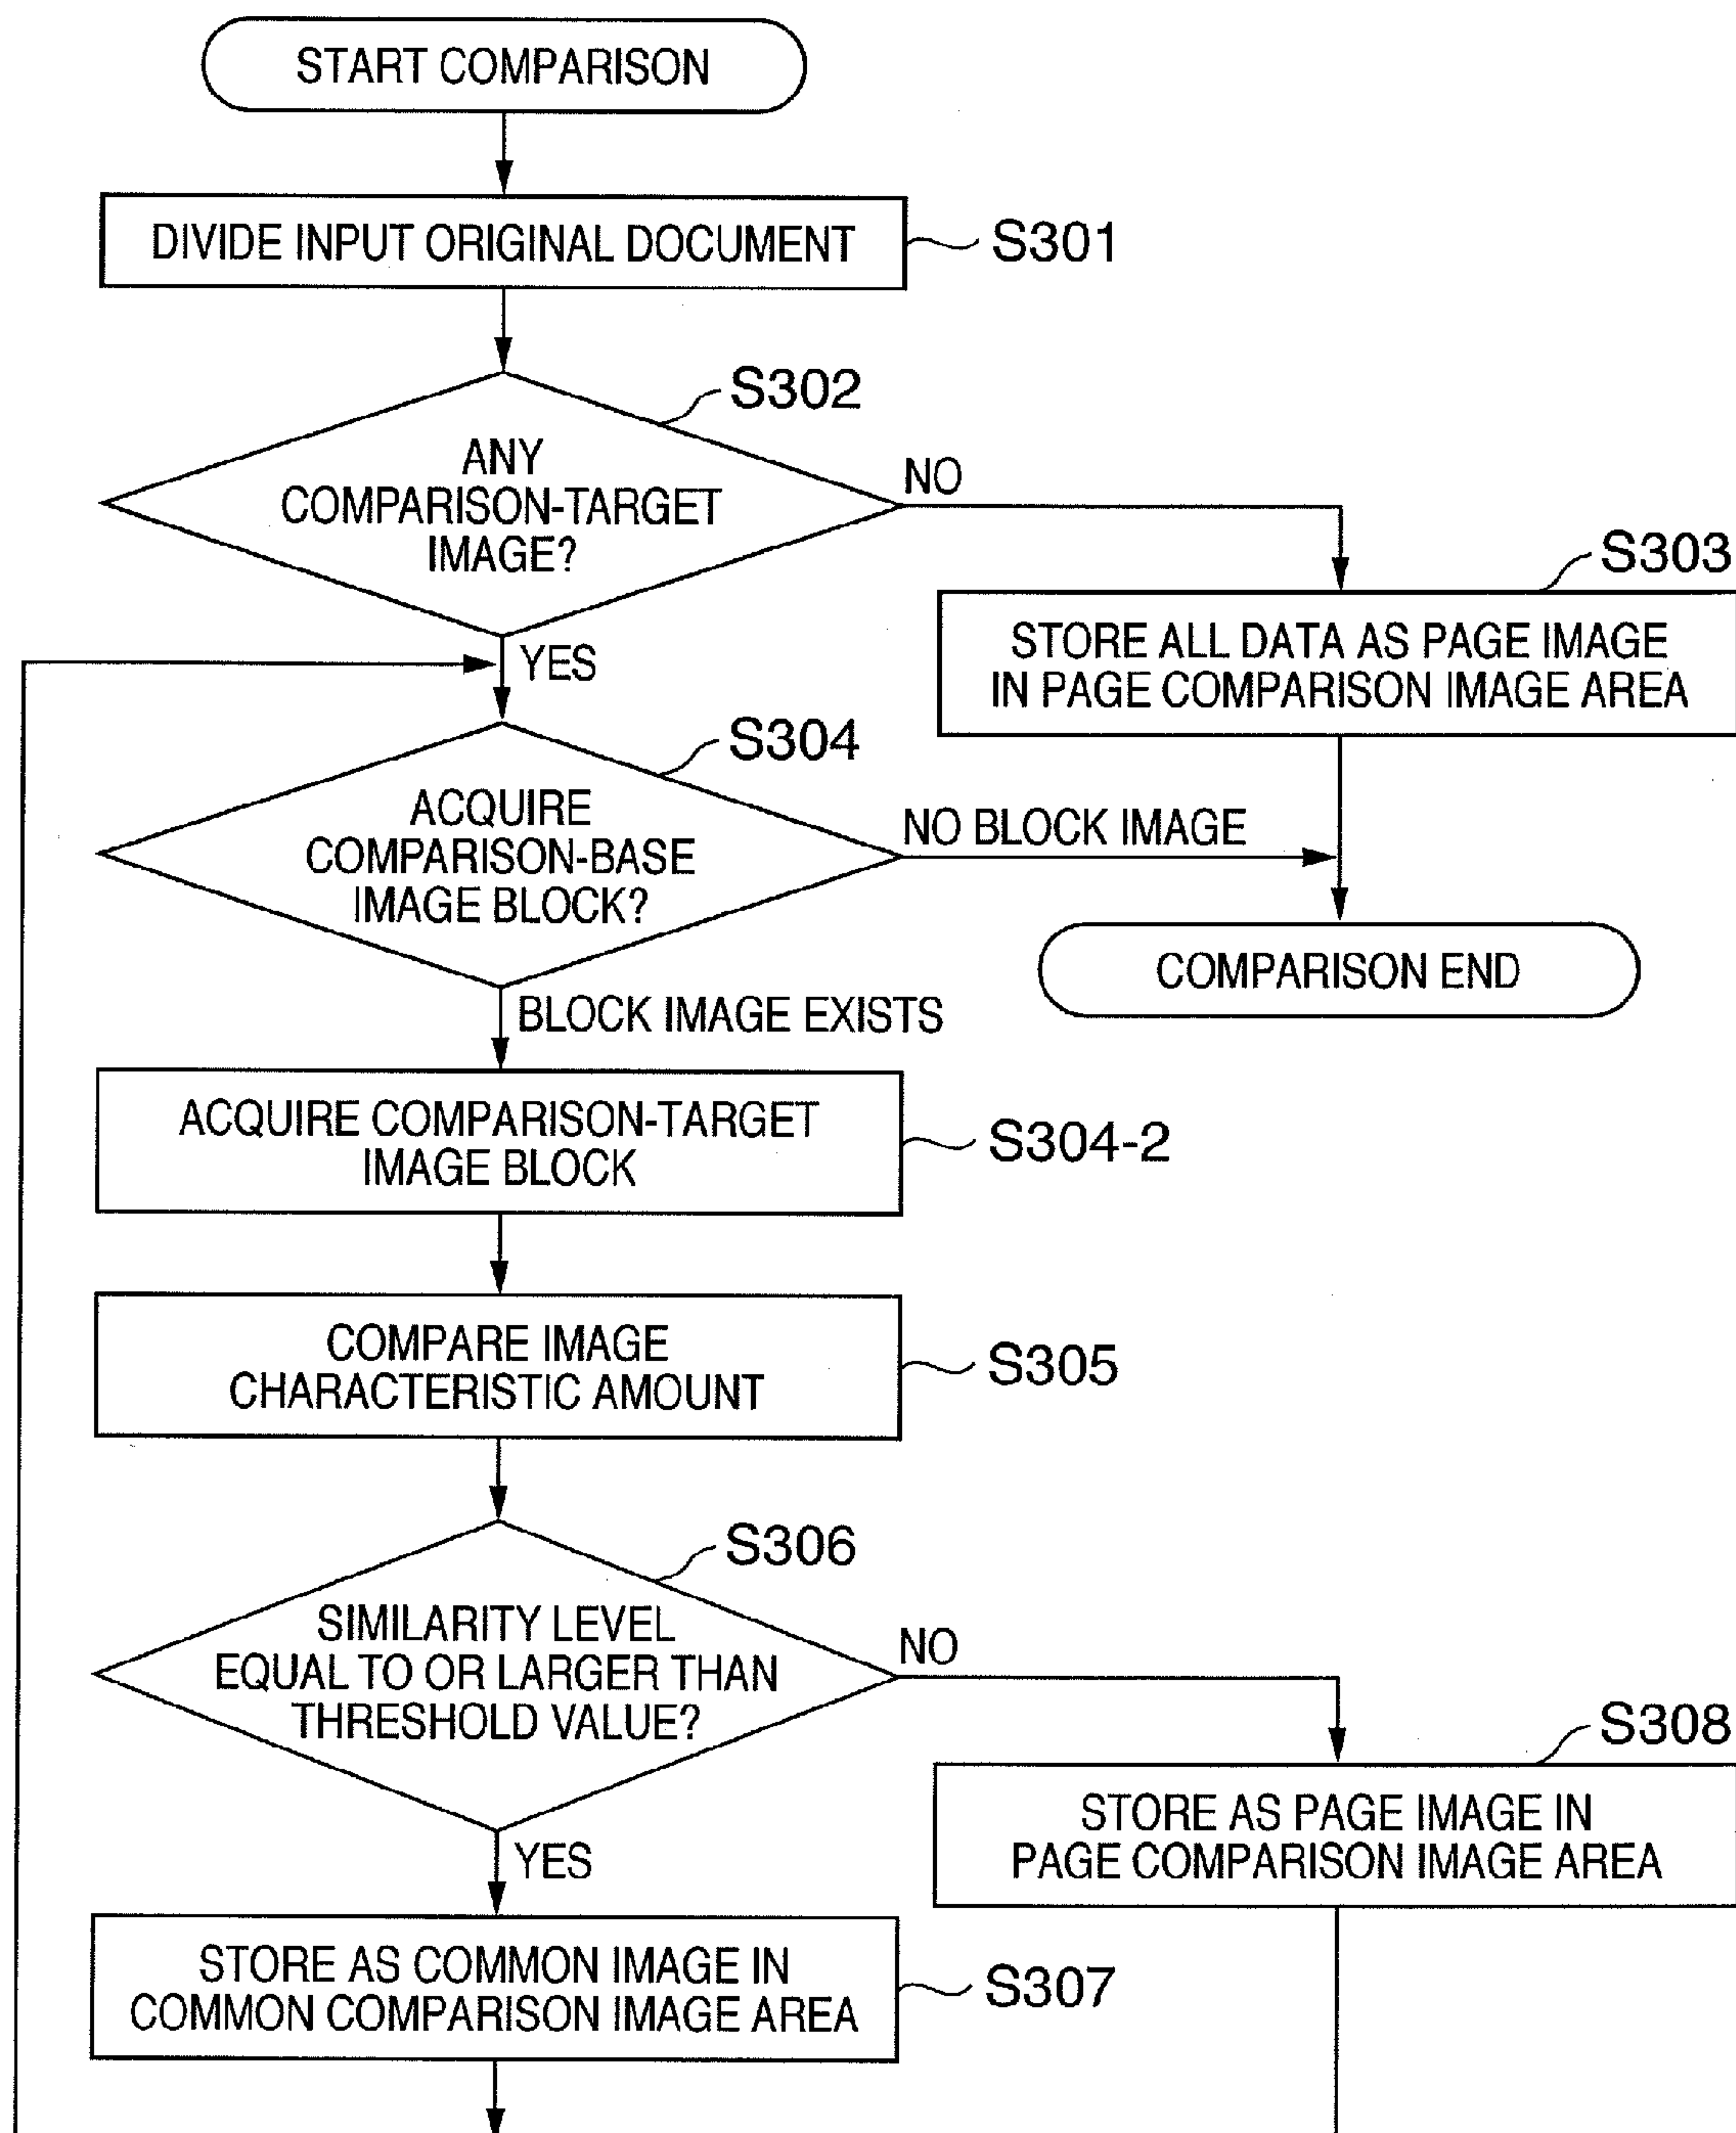 START COMPARISON
DIVIDE INPUT ORIGINAL DOCUMENT
S301
S302
ANY
COMPARISON-TARGET
IMAGE?
NO
YES
S303
STORE ALL DATA AS PAGE IMAGE
IN PAGE COMPARISON IMAGE AREA
S304
ACQUIRE
COMPARISON-BASE
IMAGE BLOCK?
NO BLOCK IMAGE
COMPARISON END
BLOCK IMAGE EXISTS
ACQUIRE COMPARISON-TARGET
IMAGE BLOCK
S304-2
COMPARE IMAGE
CHARACTERISTIC AMOUNT
S305
S306
SIMILARITY LEVEL
EQUAL TO OR LARGER THAN
THRESHOLD VALUE?
NO
YES
S308
STORE AS PAGE IMAGE IN
PAGE COMPARISON IMAGE AREA
STORE AS COMMON IMAGE IN
COMMON COMPARISON IMAGE AREA
S307